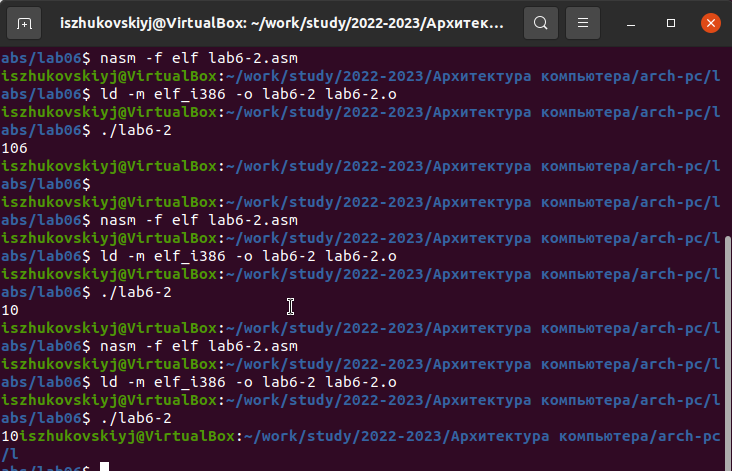 iszhukovskiyj@VirtualBox: ~/work/study/2022-2023/Архитек...
abs/lab06$ nasm -f elf lab6-2.asm
iszhukovskiyj@VirtualBox:~/work/study/2022-2023/Архитектура компьютера/arch-pc/l
abs/lab06$ ld -m elf_i386 -o lab6-2 lab6-2.o
iszhukovskiyj@VirtualBox:~/work/study/2022-2023/Архитектура компьютера/arch-pc/l
abs/lab06$ ./lab6-2
106
iszhukovskiyj@VirtualBox:~/work/study/2022-2023/Архитектура компьютера/arch-pc/l
abs/lab06$
iszhukovskiyj@VirtualBox:~/work/study/2022-2023/Архитектура компьютера/arch-pc/l
abs/lab06$ nasm -f elf lab6-2.asm
iszhukovskiyj@VirtualBox:~/work/study/2022-2023/Архитектура компьютера/arch-pc/l
abs/lab06$ ld -m elf_i386 -o lab6-2 lab6-2.o
iszhukovskiyj@VirtualBox:~/work/study/2022-2023/Архитектура компьютера/arch-pc/l
abs/lab06$ ./lab6-2
10
iszhukovskiyj@VirtualBox:~/work/study/2022-2023/Архитектура компьютера/arch-pc/l
abs/lab06$ nasm -f elf lab6-2.asm
iszhukovskiyj@VirtualBox:~/work/study/2022-2023/Архитектура компьютера/arch-pc/l
abs/lab06$ ld -m elf_i386 -o lab6-2 lab6-2.o
iszhukovskiyj@VirtualBox:~/work/study/2022-2023/Архитектура компьютера/arch-pc/l
abs/lab06$ ./lab6-2
10iszhukovskiyj@VirtualBox:~/work/study/2022-2023/Архитектура компьютера/arch-pc
/l
abs/lab06$